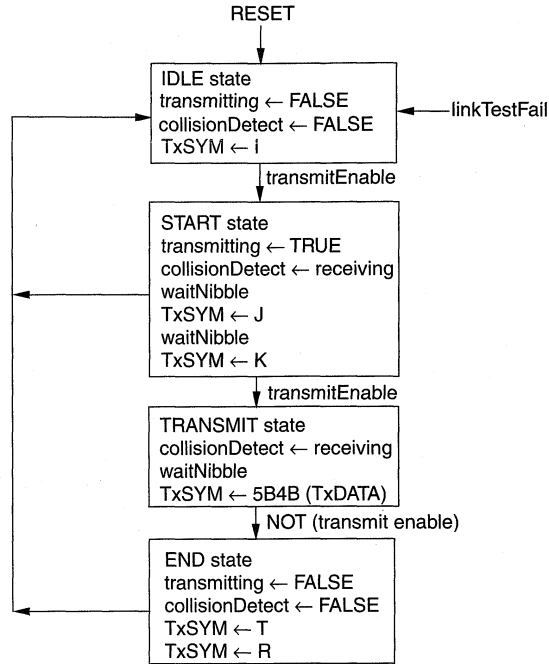 RESET
IDLE state
transmitting ← FALSE
collisionDetect ← FALSE
TxSYM ← I
linkTestFail
transmitEnable
START state
transmitting ← TRUE
collisionDetect ← receiving
waitNibble
TxSYM ← J
waitNibble
TxSYM ← K
transmitEnable
TRANSMIT state
collisionDetect ← receiving
waitNibble
TxSYM ← 5B4B (TxDATA)
NOT (transmit enable)
END state
transmitting ← FALSE
collisionDetect ← FALSE
TxSYM ← T
TxSYM ← R